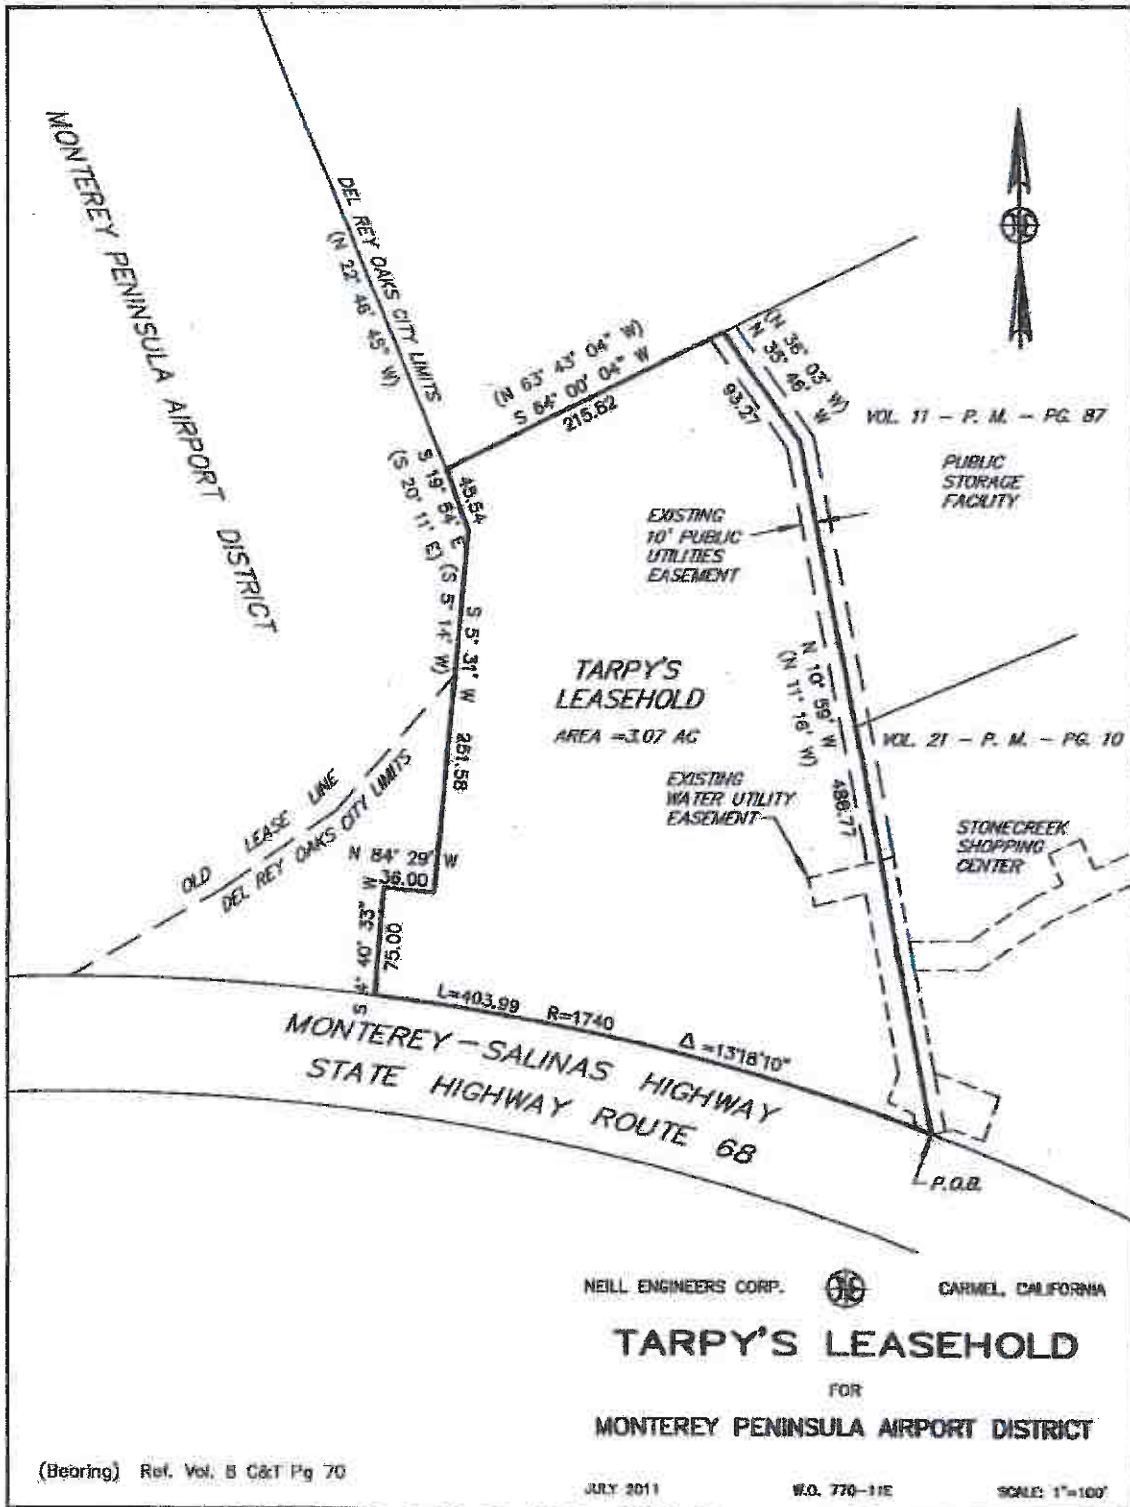 MONTEREY PENINSULA AIRPORT DISTRICT
DEL REY OAKS CITY LIMITS
(N 22° 46' 45" W)
(N 63° 43' 04" W)
S 64° 00' 04" W
215.62
(N 36° 03' W)
N 35° 46' W
93.27
VOL. 11 - P. M. - PG. 87
PUBLIC
STORAGE
FACILITY
S 19° 54' E
(S 20° 11' E)
45.54
EXISTING
10' PUBLIC
UTILITIES
EASEMENT
(S 5° 14' W)
S 5° 31' W
251.58
TARPY'S
LEASEHOLD
AREA =3.07 AC
N 10° 59' W
(N 11° 16' W)
486.77
VOL. 21 - P. M. - PG. 10
EXISTING
WATER UTILITY
EASEMENT
STONECREEK
SHOPPING
CENTER
OLD LEASE LINE
DEL REY OAKS CITY LIMITS
N 84° 29' W
36.00
S 4° 40' 33" W
75.00
L=403.99 R=1740 Δ =13°18'10"
MONTEREY-SALINAS HIGHWAY
STATE HIGHWAY ROUTE 68
P.O.B.
NEILL ENGINEERS CORP. CARMEL, CALIFORNIA
TARPY'S LEASEHOLD
FOR
MONTEREY PENINSULA AIRPORT DISTRICT
(Bearing) Ref. Vol. 8 C&T Pg 70
JULY 2011 W.O. 770-11E SCALE: 1"=100'